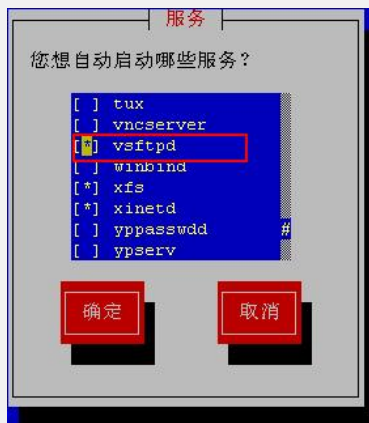 服务
您想自动启动哪些服务？
[ ] tux
[ ] vncserver
[*] vsftpd
[ ] winbind
[*] xfs
[*] xinetd
[ ] yppasswdd #
[ ] ypserv
确定 取消